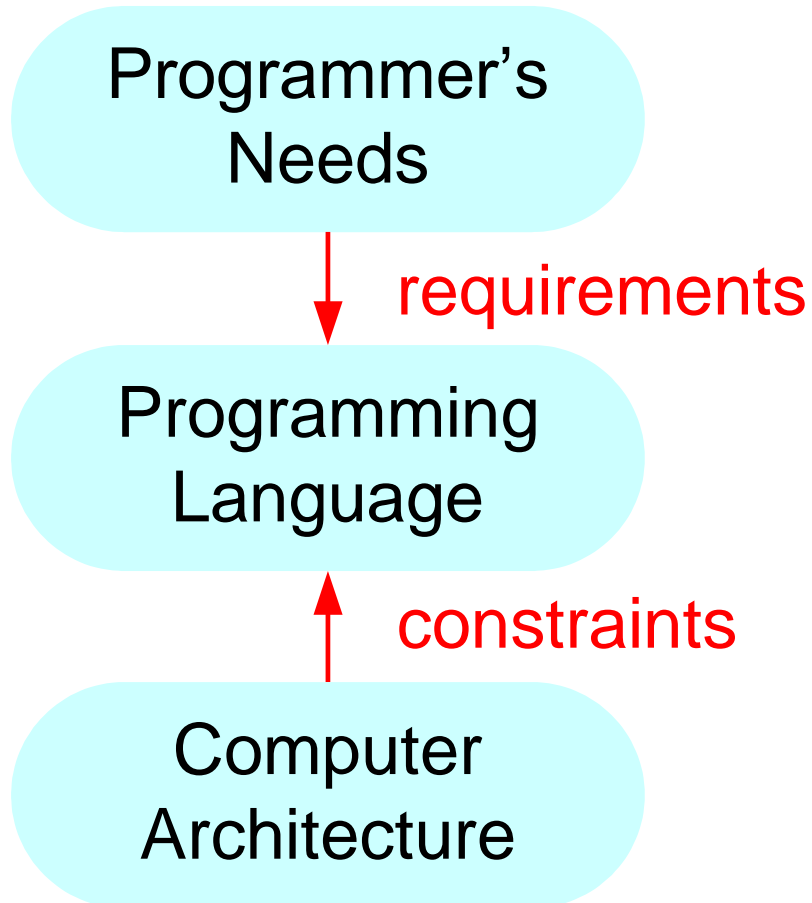 Programmer’s
Needs
requirements
Programming
Language
constraints
Computer
Architecture